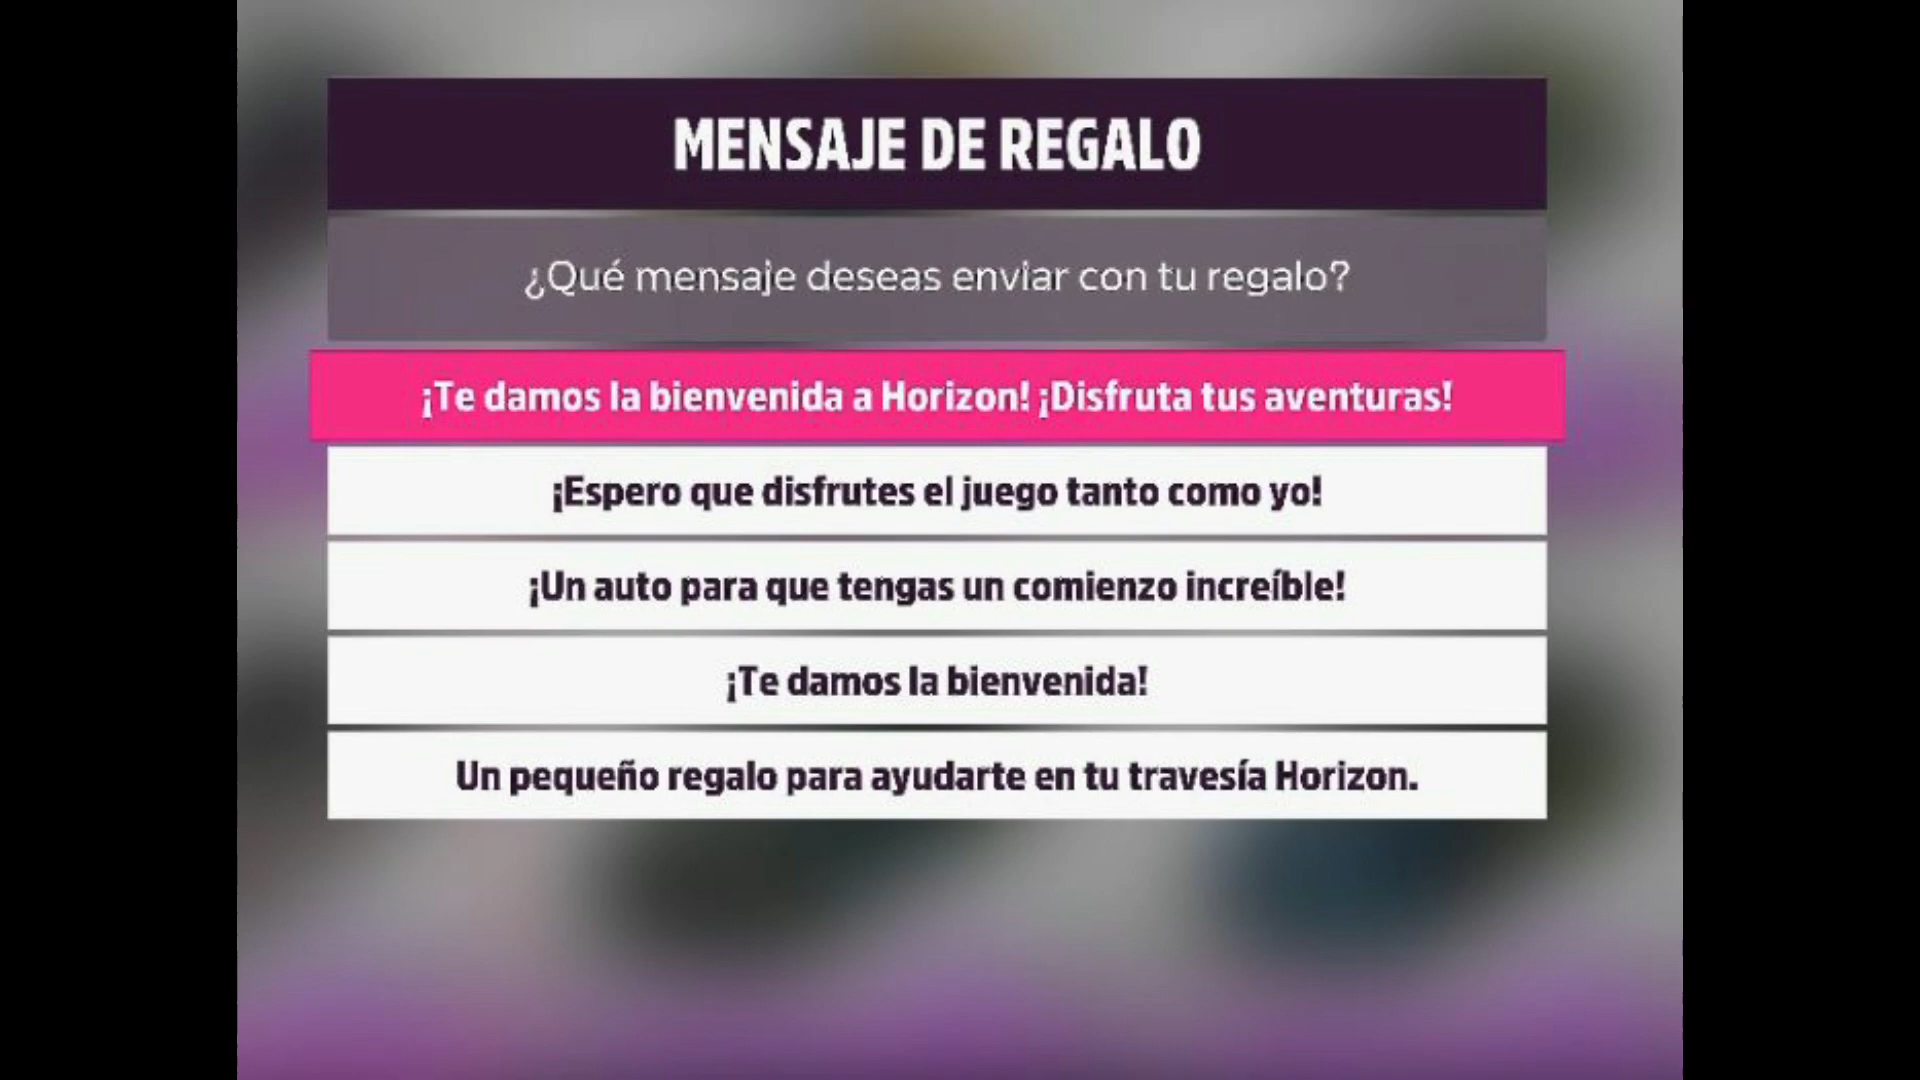 MENSAJE DE REGALO
¿Qué mensaje deseas enviar con tu regalo?
¡Te damos la bienvenida a Horizon! ¡Disfruta tus aventuras!
¡Espero que disfrutes el juego tanto como yo!
¡Un auto para que tengas un comienzo increíble!
¡Te damos la bienvenida!
Un pequeño regalo para ayudarte en tu travesía Horizon.